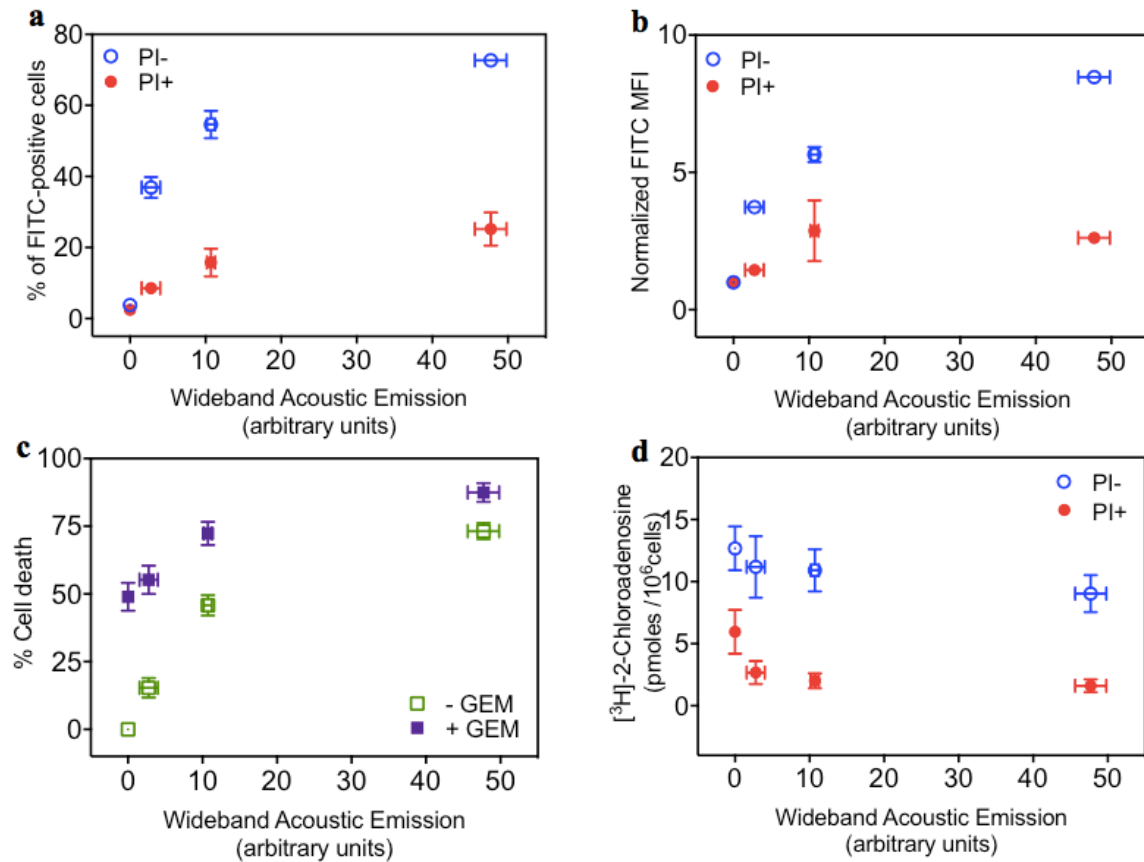 a
80
60
40
20
0
% of FITC-positive cells
PI-
PI+
0 10 20 30 40 50
Wideband Acoustic Emission
(arbitrary units)
b
10
5
0
Normalized FITC MFI
PI-
PI+
0 10 20 30 40 50
Wideband Acoustic Emission
(arbitrary units)
c
100
75
50
25
0
% Cell death
- GEM
+ GEM
0 10 20 30 40 50
Wideband Acoustic Emission
(arbitrary units)
d
20
15
10
5
0
[³H]-2-Chloroadenosine
(pmoles /10⁶cells)
PI-
PI+
0 10 20 30 40 50
Wideband Acoustic Emission
(arbitrary units)